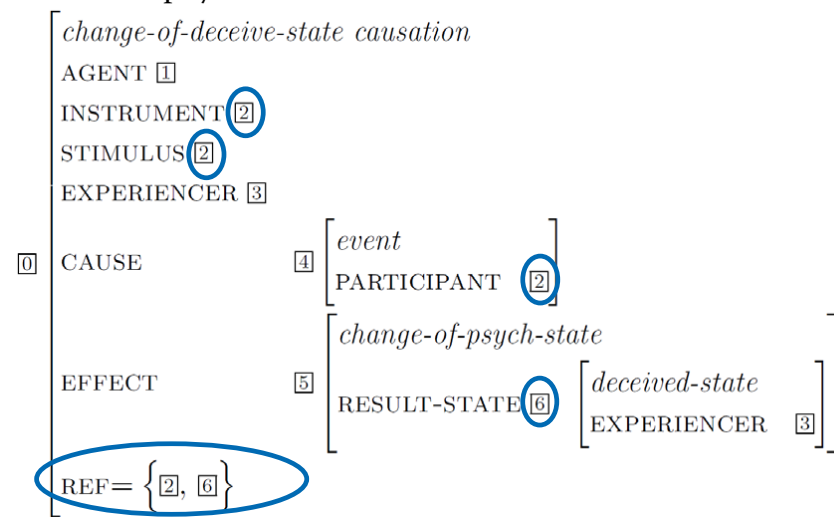 change-of-deceive-state causation
AGENT 1
INSTRUMENT 2
STIMULUS 2
EXPERIENCER 3
0 CAUSE 4 event
PARTICIPANT 2
EFFECT 5 change-of-psych-state
RESULT-STATE 6 deceived-state
EXPERIENCER 3
REF= {2, 6}